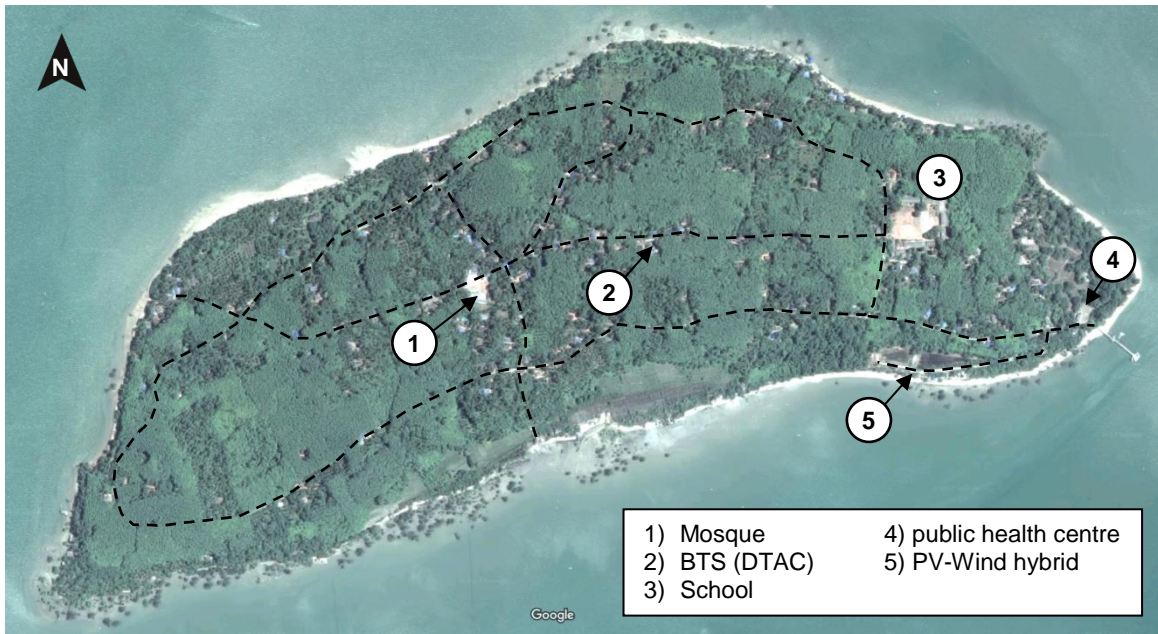 N
3
4
2
1
5
1) Mosque 4) public health centre
2) BTS (DTAC) 5) PV-Wind hybrid
3) School
Google